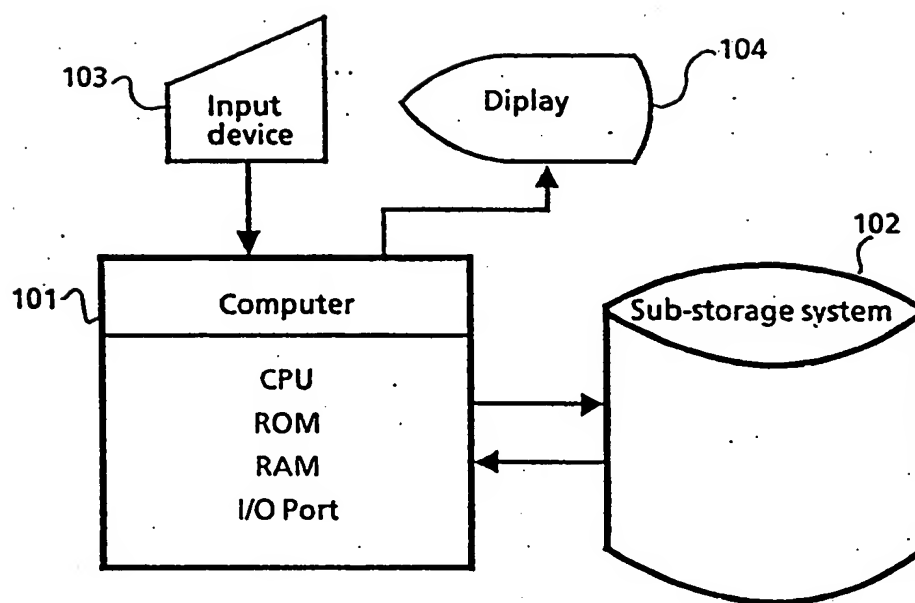 103
Input
device
Diplay
104
102
101
Computer
Sub-storage system
CPU
ROM
RAM
I/O Port